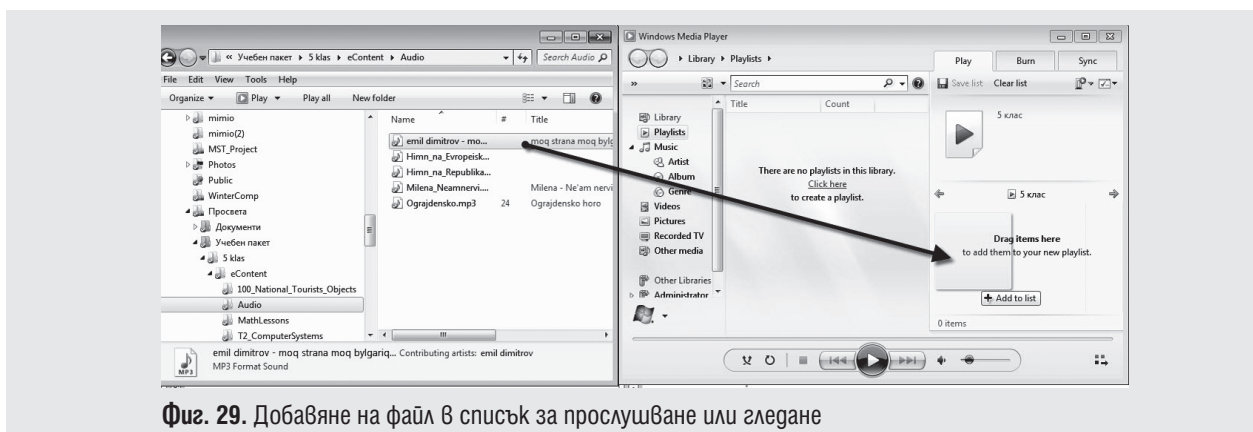 « Учебен пакет ▸ 5 klas ▸ eContent ▸ Audio
Search Audio
File Edit View Tools Help
Organize Play Play all New folder
mimio
mimio(2)
MST_Project
Photos
Public
WinterComp
Просвета
Документи
Учебен пакет
5 klas
eContent
100_National_Tourists_Objects
Audio
MathLessons
T2_ComputerSystems
Name # Title
emil dimitrov - mo... moq strana moq bylg
Himn_na_Evropeisk...
Himn_na_Republika...
Milena_Neamnervi.... Milena - Ne'am nervi
Ograjdensko.mp3 24 Ograjdensko horo
emil dimitrov - moq strana moq bylgariq... Contributing artists: emil dimitrov
MP3 Format Sound
MP3
Windows Media Player
▸ Library ▸ Playlists ▸
Play Burn Sync
» Search
Save list Clear list
Library
Playlists
Music
Artist
Album
Genre
Videos
Pictures
Recorded TV
Other media
Other Libraries
Administrator
Title Count
There are no playlists in this library.
Click here
to create a playlist.
5 клас
5 клас
Drag items here
to add them to your new playlist.
+ Add to list
0 items
Фиг. 29. Добавяне на файл в списък за прослушване или гледане